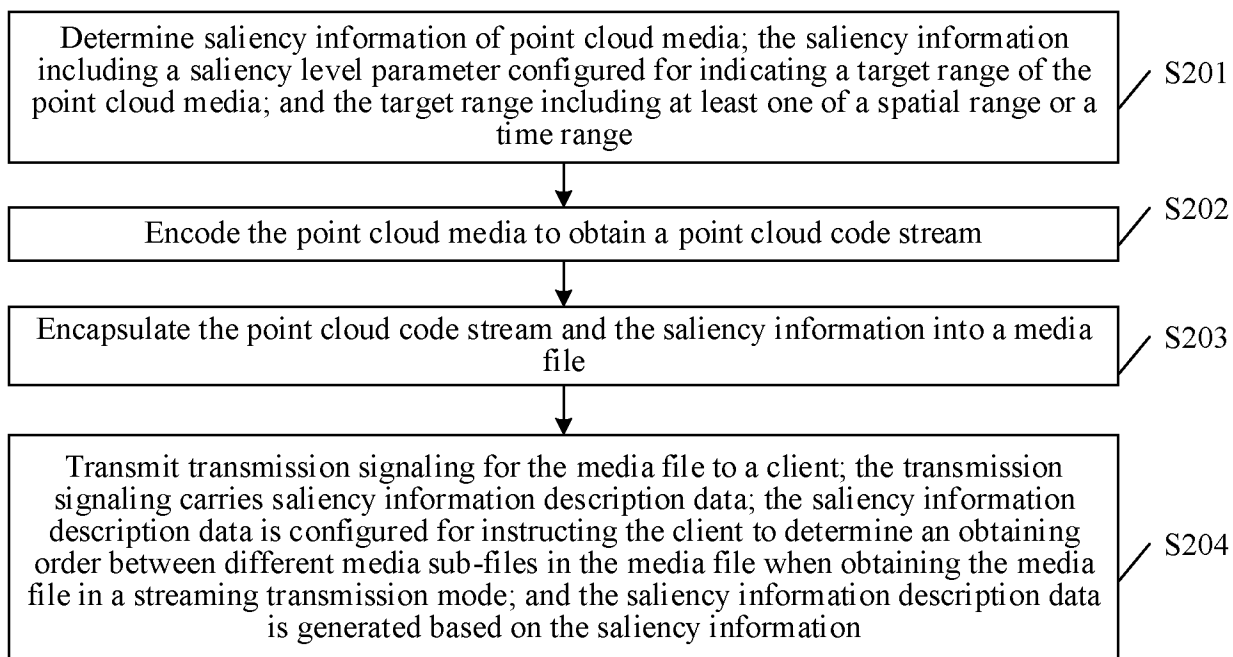 Determine saliency information of point cloud media; the saliency information
including a saliency level parameter configured for indicating a target range of the
point cloud media; and the target range including at least one of a spatial range or a
time range
S201
Encode the point cloud media to obtain a point cloud code stream
S202
Encapsulate the point cloud code stream and the saliency information into a media
file
S203
Transmit transmission signaling for the media file to a client; the transmission
signaling carries saliency information description data; the saliency information
description data is configured for instructing the client to determine an obtaining
order between different media sub-files in the media file when obtaining the media
file in a streaming transmission mode; and the saliency information description data
is generated based on the saliency information
S204